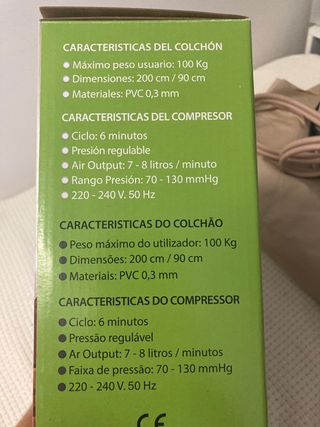 CARACTERISTICAS DEL COLCHÓN
Máximo peso usuario: 100 Kg
Dimensiones: 200 cm / 90 cm
Materiales: PVC 0,3 mm
CARACTERISTICAS DEL COMPRESOR
Ciclo: 6 minutos
Presión regulable
Air Output: 7 - 8 litros / minuto
Rango Presión: 70 - 130 mmHg
220 - 240 V. 50 Hz
CARACTERISTICAS DO COLCHÃO
Peso máximo do utilizador: 100 Kg
Dimensões: 200 cm / 90 cm
Materiais: PVC 0,3 mm
CARACTERISTICAS DO COMPRESSOR
Ciclo: 6 minutos
Pressão regulável
Ar Output: 7 - 8 litros / minutos
Faixa de pressão: 70 - 130 mmHg
220 - 240 V. 50 Hz
CE